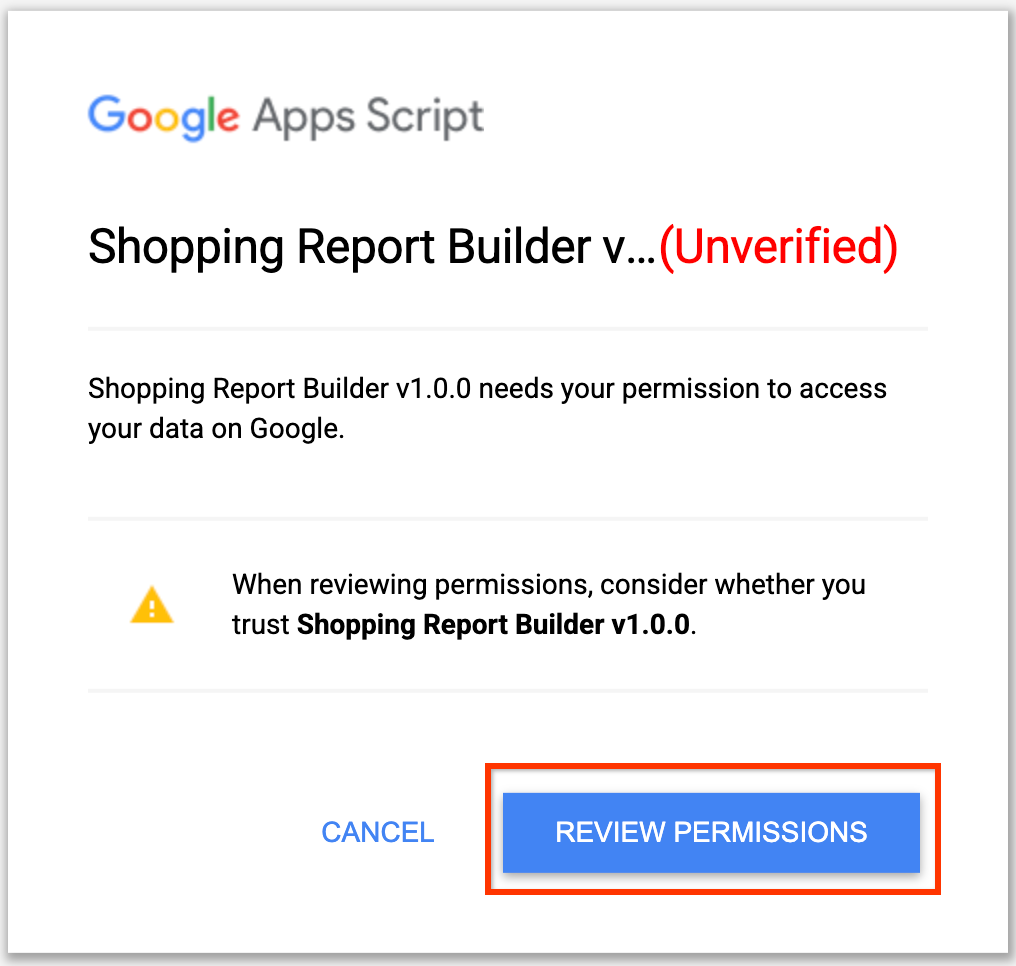 Google Apps Script
Shopping Report Builder v...(Unverified)
Shopping Report Builder v1.0.0 needs your permission to access
your data on Google.
When reviewing permissions, consider whether you
trust Shopping Report Builder v1.0.0.
CANCEL
REVIEW PERMISSIONS